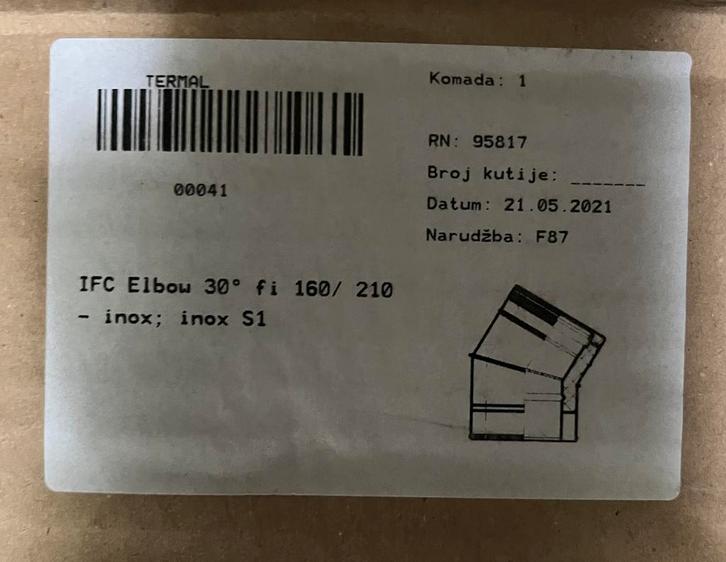 TERMAL
00041
Komada: 1
RN: 95817
Broj kutije: _______
Datum: 21.05.2021
Narudžba: F87
IFC Elbow 30° fi 160/ 210
- inox; inox S1